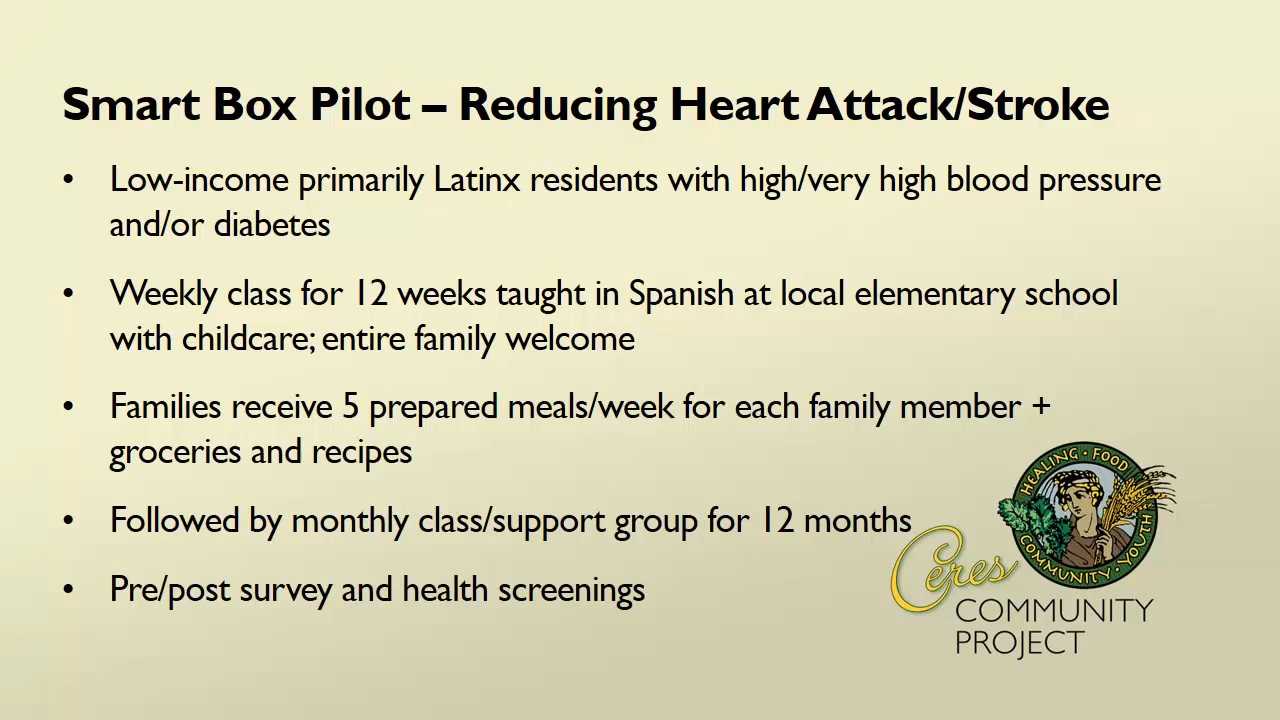 Smart Box Pilot – Reducing Heart Attack/Stroke
• Low-income primarily Latinx residents with high/very high blood pressure
and/or diabetes
• Weekly class for 12 weeks taught in Spanish at local elementary school
with childcare; entire family welcome
• Families receive 5 prepared meals/week for each family member +
groceries and recipes
• Followed by monthly class/support group for 12 months
• Pre/post survey and health screenings
HEALING · FOOD
COMMUNITY · YOUTH
Ceres
COMMUNITY
PROJECT